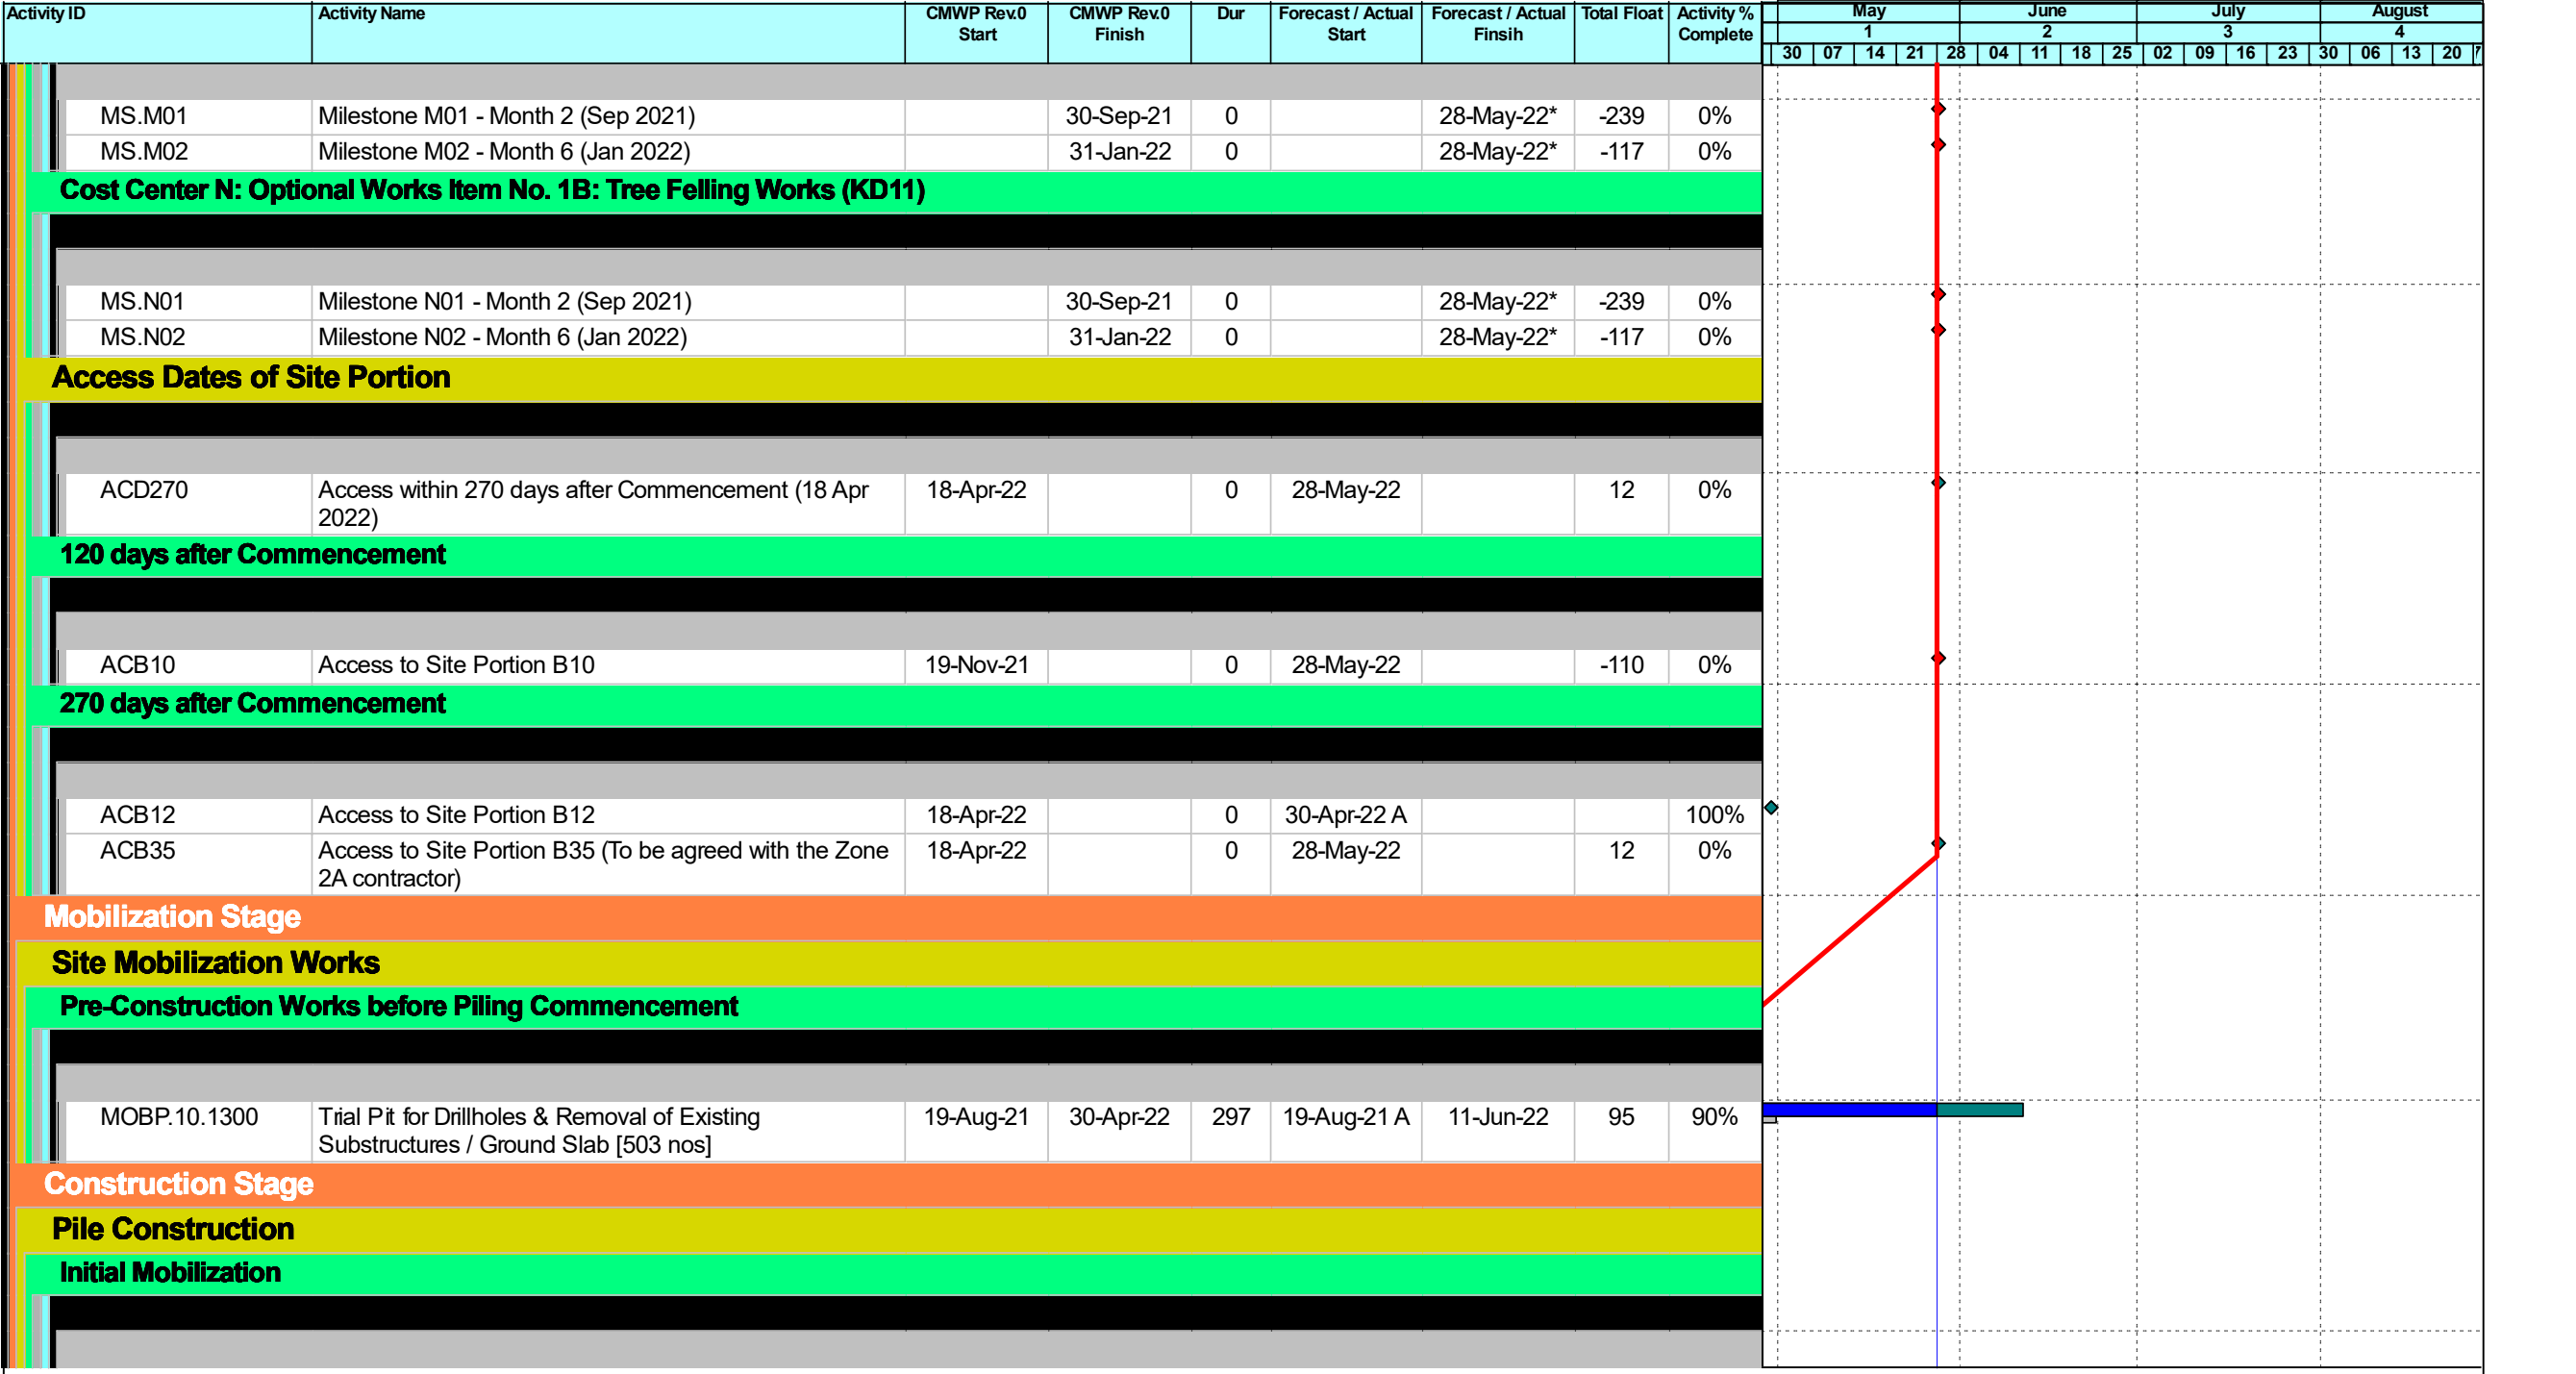 Activity ID Activity Name CMWP Rev.0 CMWP Rev.0 Dur Forecast / Actual Forecast / Actual Total Float Activity % May June July August
Start Finish Start Finsih Complete 1 2 3 4
30 07 14 21 28 04 11 18 25 02 09 16 23 30 06 13 20
MS.M01 Milestone M01 - Month 2 (Sep 2021) 30-Sep-21 0 28-May-22* -239 0%
MS.M02 Milestone M02 - Month 6 (Jan 2022) 31-Jan-22 0 28-May-22* -117 0%
Cost Center N: Optional Works Item No. 1B: Tree Felling Works (KD11)
MS.N01 Milestone N01 - Month 2 (Sep 2021) 30-Sep-21 0 28-May-22* -239 0%
MS.N02 Milestone N02 - Month 6 (Jan 2022) 31-Jan-22 0 28-May-22* -117 0%
Access Dates of Site Portion
ACD270 Access within 270 days after Commencement (18 Apr 18-Apr-22 0 28-May-22 12 0%
2022)
120 days after Commencement
ACB10 Access to Site Portion B10 19-Nov-21 0 28-May-22 -110 0%
270 days after Commencement
ACB12 Access to Site Portion B12 18-Apr-22 0 30-Apr-22 A 100%
ACB35 Access to Site Portion B35 (To be agreed with the Zone 18-Apr-22 0 28-May-22 12 0%
2A contractor)
Mobilization Stage
Site Mobilization Works
Pre-Construction Works before Piling Commencement
MOBP.10.1300 Trial Pit for Drillholes & Removal of Existing 19-Aug-21 30-Apr-22 297 19-Aug-21 A 11-Jun-22 95 90%
Substructures / Ground Slab [503 nos]
Construction Stage
Pile Construction
Initial Mobilization